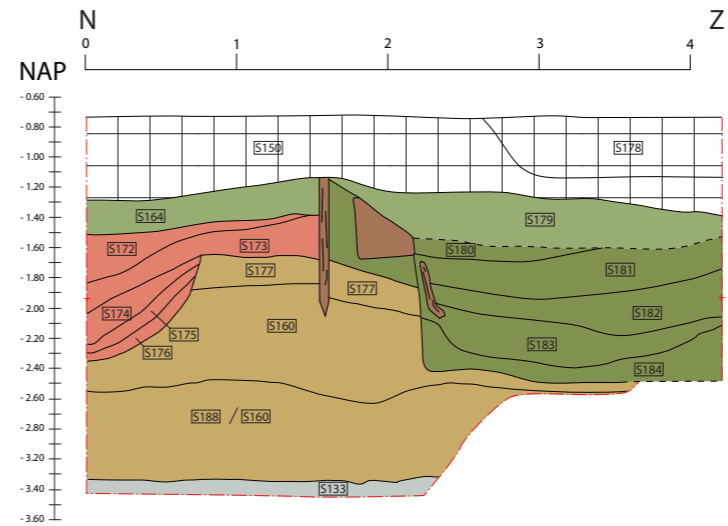 N Z
0 1 2 3 4
NAP
- 0.60
- 0.80
- 1.00
- 1.20
- 1.40
- 1.60
- 1.80
- 2.00
- 2.20
- 2.40
- 2.60
- 2.80
- 3.00
- 3.20
- 3.40
- 3.60
S150 S178
S164 S179
S172 S173 S180
S177 S181
S177
S174 S160 S182
S175
S176 S183
S184
S188 / S160
S133